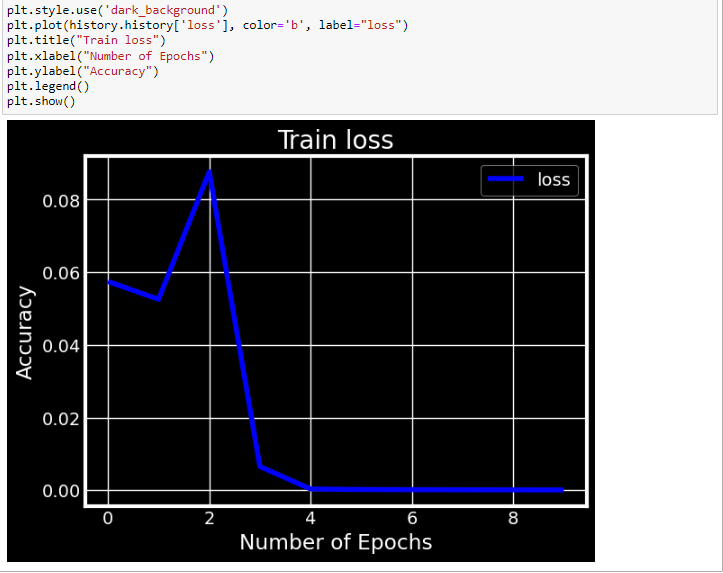 plt.style.use('dark_background')
plt.plot(history.history['loss'], color='b', label="loss")
plt.title("Train loss")
plt.xlabel("Number of Epochs")
plt.ylabel("Accuracy")
plt.legend()
plt.show()
Train loss
loss
0.08
0.06
0.04
0.02
0.00
Accuracy
0 2 4 6 8
Number of Epochs